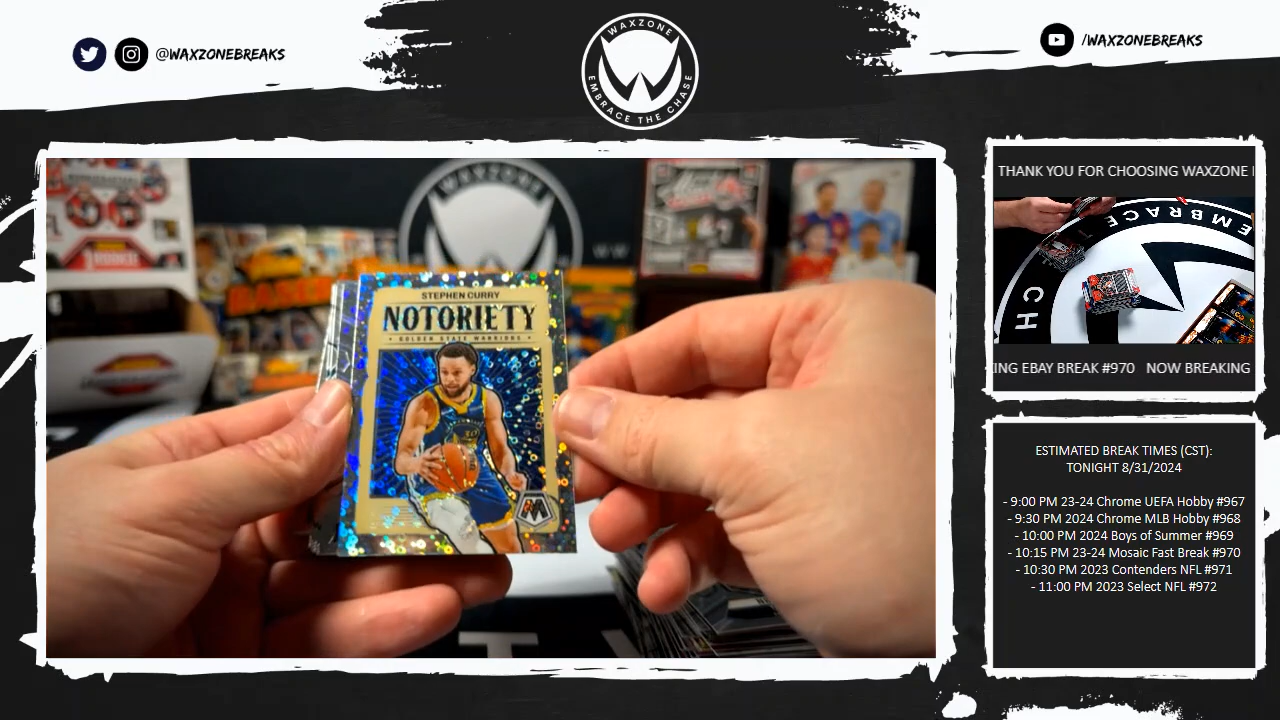 @WAXZONEBREAKS
WAXZONE
EMBRACE THE CHASE
/WAXZONEBREAKS
WAXZONE
STEPHEN CURRY
NOTORIETY
GOLDEN STATE WARRIORS
THANK YOU FOR CHOOSING WAXZONE
EMBRACE
CH
ING EBAY BREAK #970 NOW BREAKING
ESTIMATED BREAK TIMES (CST):
TONIGHT 8/31/2024
- 9:00 PM 23-24 Chrome UEFA Hobby #967
- 9:30 PM 2024 Chrome MLB Hobby #968
- 10:00 PM 2024 Boys of Summer #969
- 10:15 PM 23-24 Mosaic Fast Break #970
- 10:30 PM 2023 Contenders NFL #971
- 11:00 PM 2023 Select NFL #972